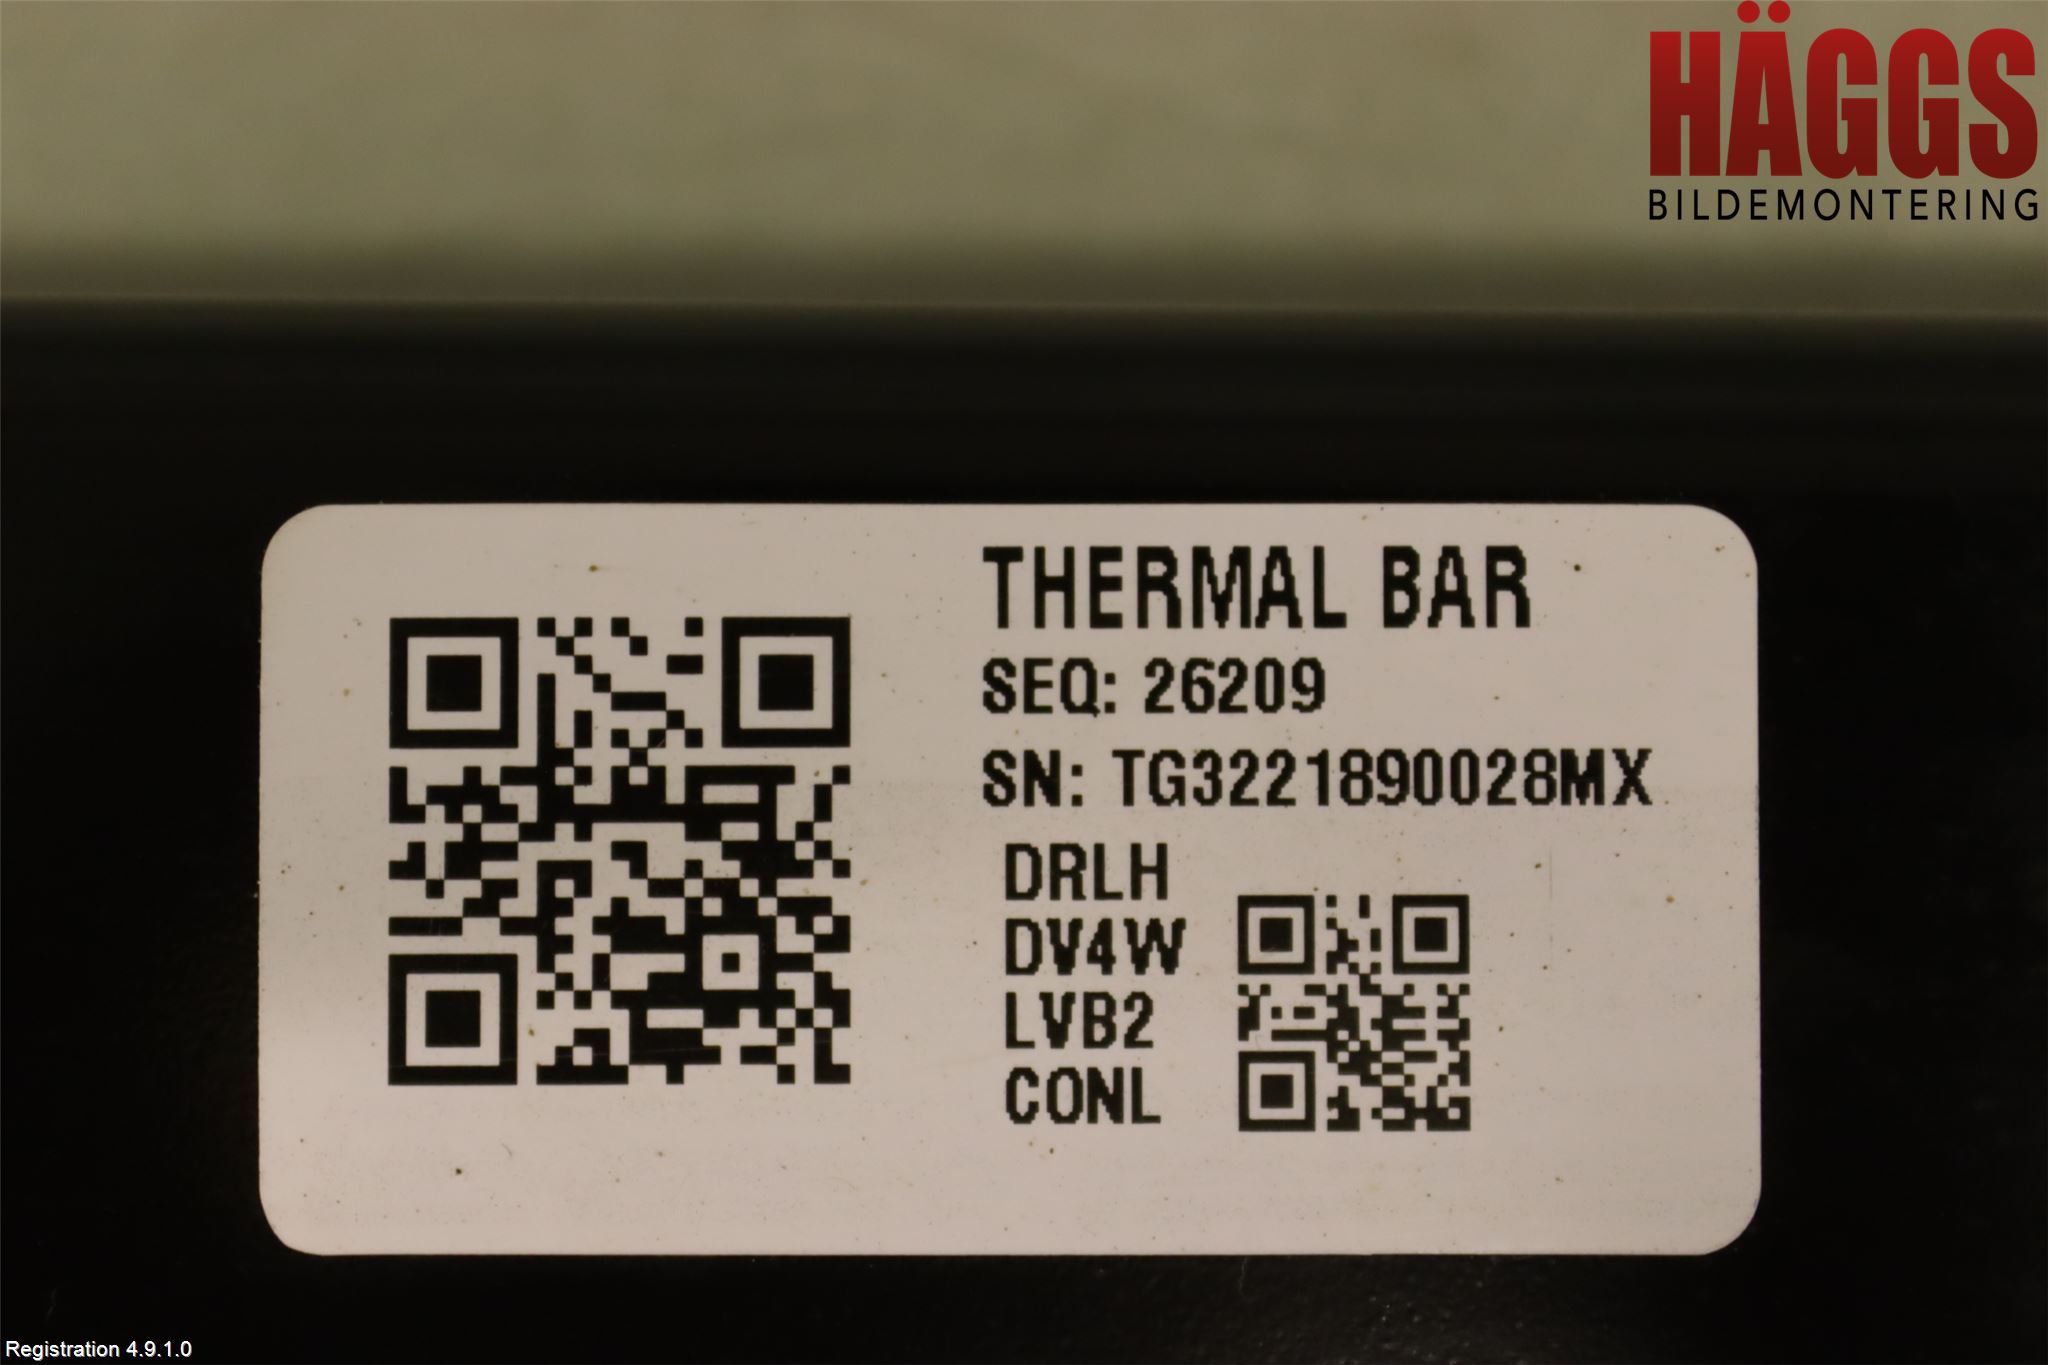 HÄGGS
BILDEMONTERING
THERMAL BAR
SEQ: 26209
SN: TG3221890028MX
DRLH
DV4W
LVB2
CONL
Registration 4.9.1.0